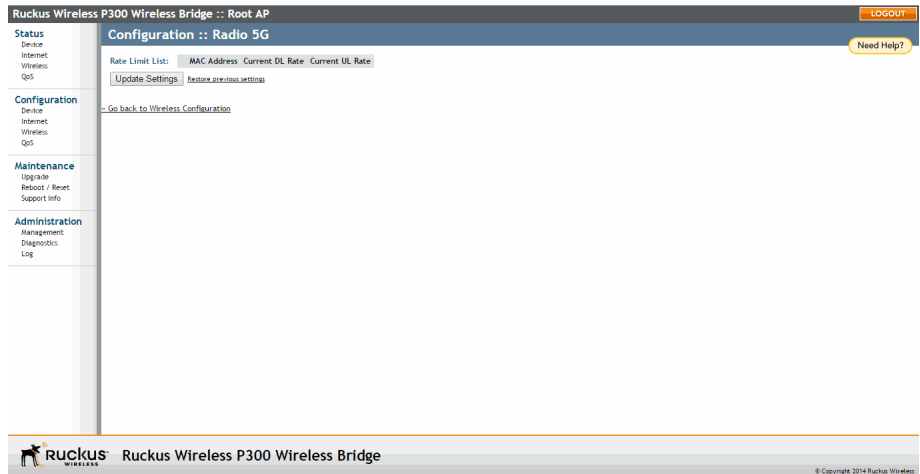 Ruckus Wireless P300 Wireless Bridge :: Root AP
LOGOUT
Status
Device
Internet
Wireless
QoS
Configuration
Device
Internet
Wireless
QoS
Maintenance
Upgrade
Reboot / Reset
Support Info
Administration
Management
Diagnostics
Log
Configuration :: Radio 5G
Need Help?
Rate Limit List: MAC Address Current DL Rate Current UL Rate
Update Settings Restore previous settings
« Go back to Wireless Configuration
Ruckus WIRELESS Ruckus Wireless P300 Wireless Bridge
© Copyright 2014 Ruckus Wireless